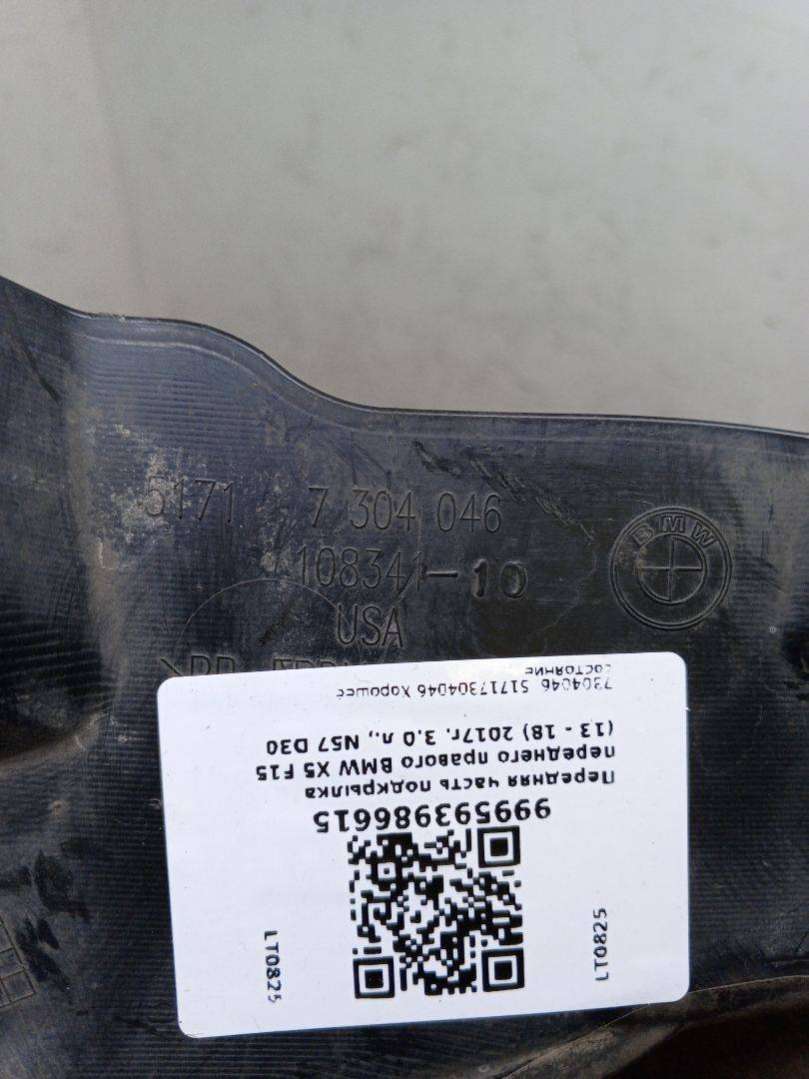 5171 7 304 046
108341-10
USA
BMW
999593986615
Передняя часть подкрылка
переднего правого BMW X5 F15
(13 - 18) 2017г. 3.0 л., N57 D30
7304046 51717304046 Хорошее
состояние
LT0825
LT0825